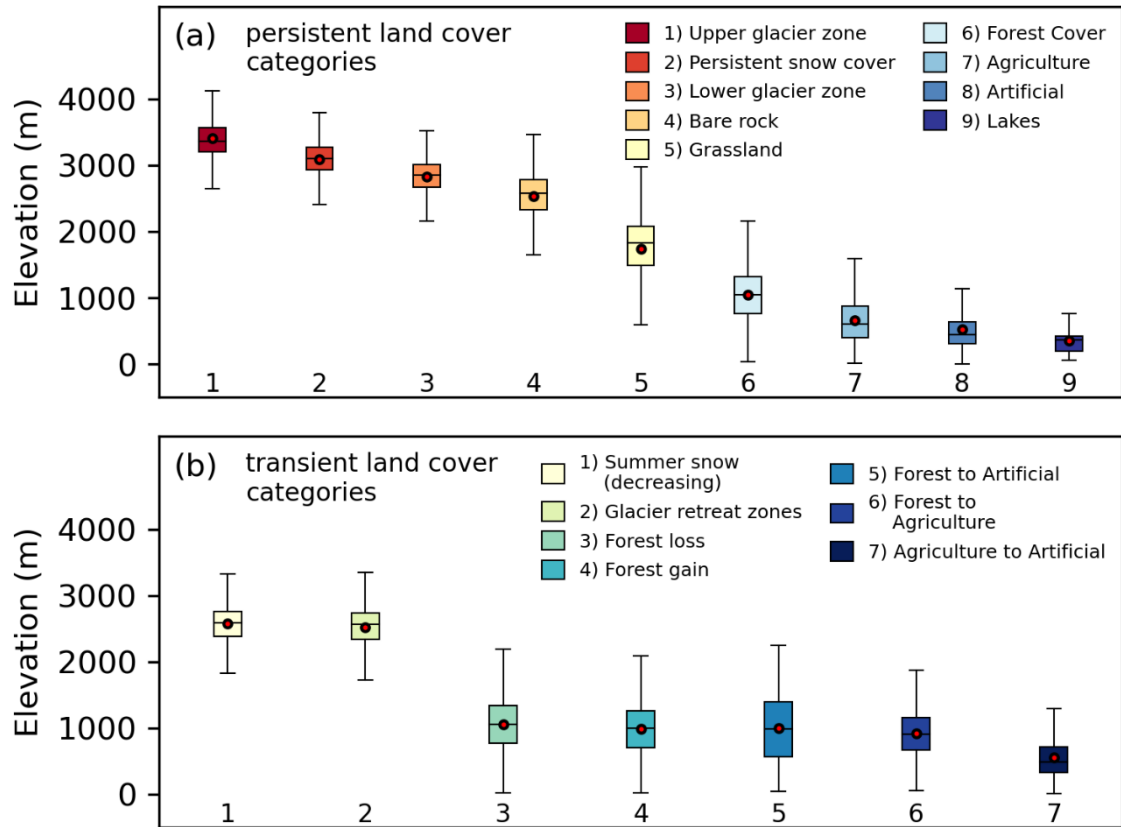 (a) persistent land cover
categories
1) Upper glacier zone
2) Persistent snow cover
3) Lower glacier zone
4) Bare rock
5) Grassland
6) Forest Cover
7) Agriculture
8) Artificial
9) Lakes
Elevation (m)
4000
3000
2000
1000
0
1 2 3 4 5 6 7 8 9
(b) transient land cover
categories
1) Summer snow
(decreasing)
2) Glacier retreat zones
3) Forest loss
4) Forest gain
5) Forest to Artificial
6) Forest to
Agriculture
7) Agriculture to Artificial
Elevation (m)
4000
3000
2000
1000
0
1 2 3 4 5 6 7